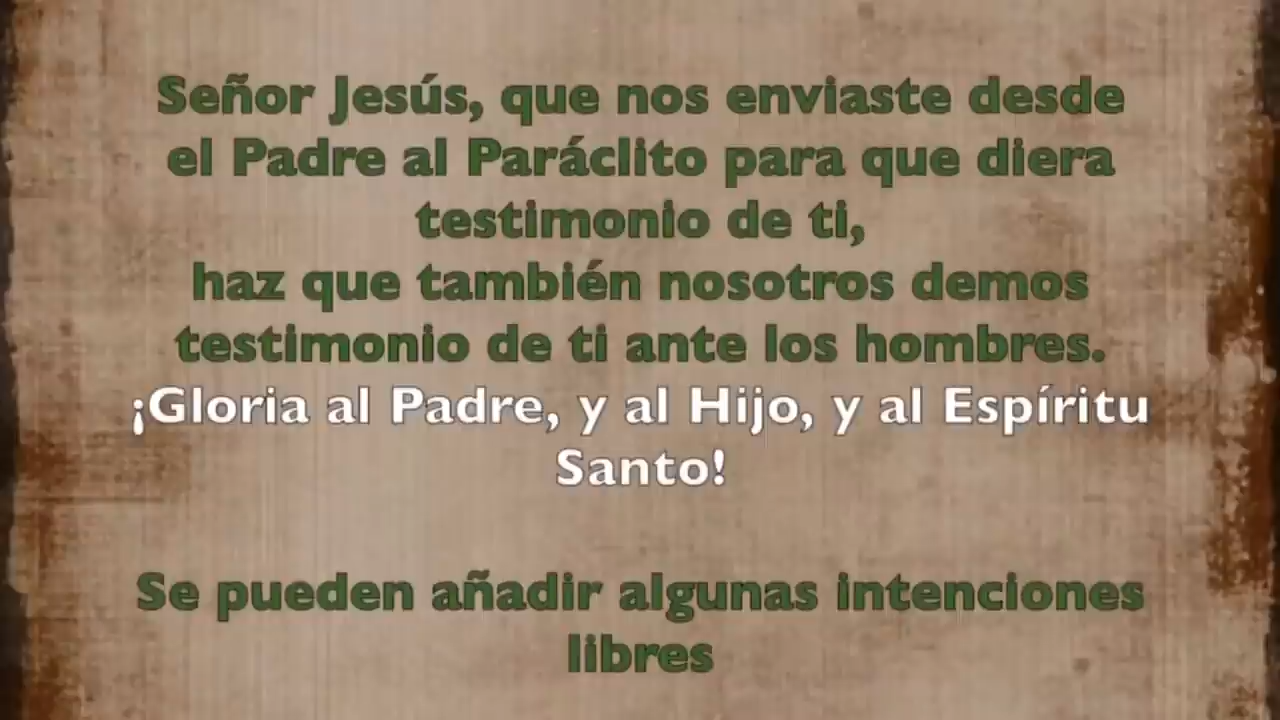 Señor Jesús, que nos enviaste desde
el Padre al Paráclito para que diera
testimonio de ti,
haz que también nosotros demos
testimonio de ti ante los hombres.
¡Gloria al Padre, y al Hijo, y al Espíritu
Santo!
Se pueden añadir algunas intenciones
libres